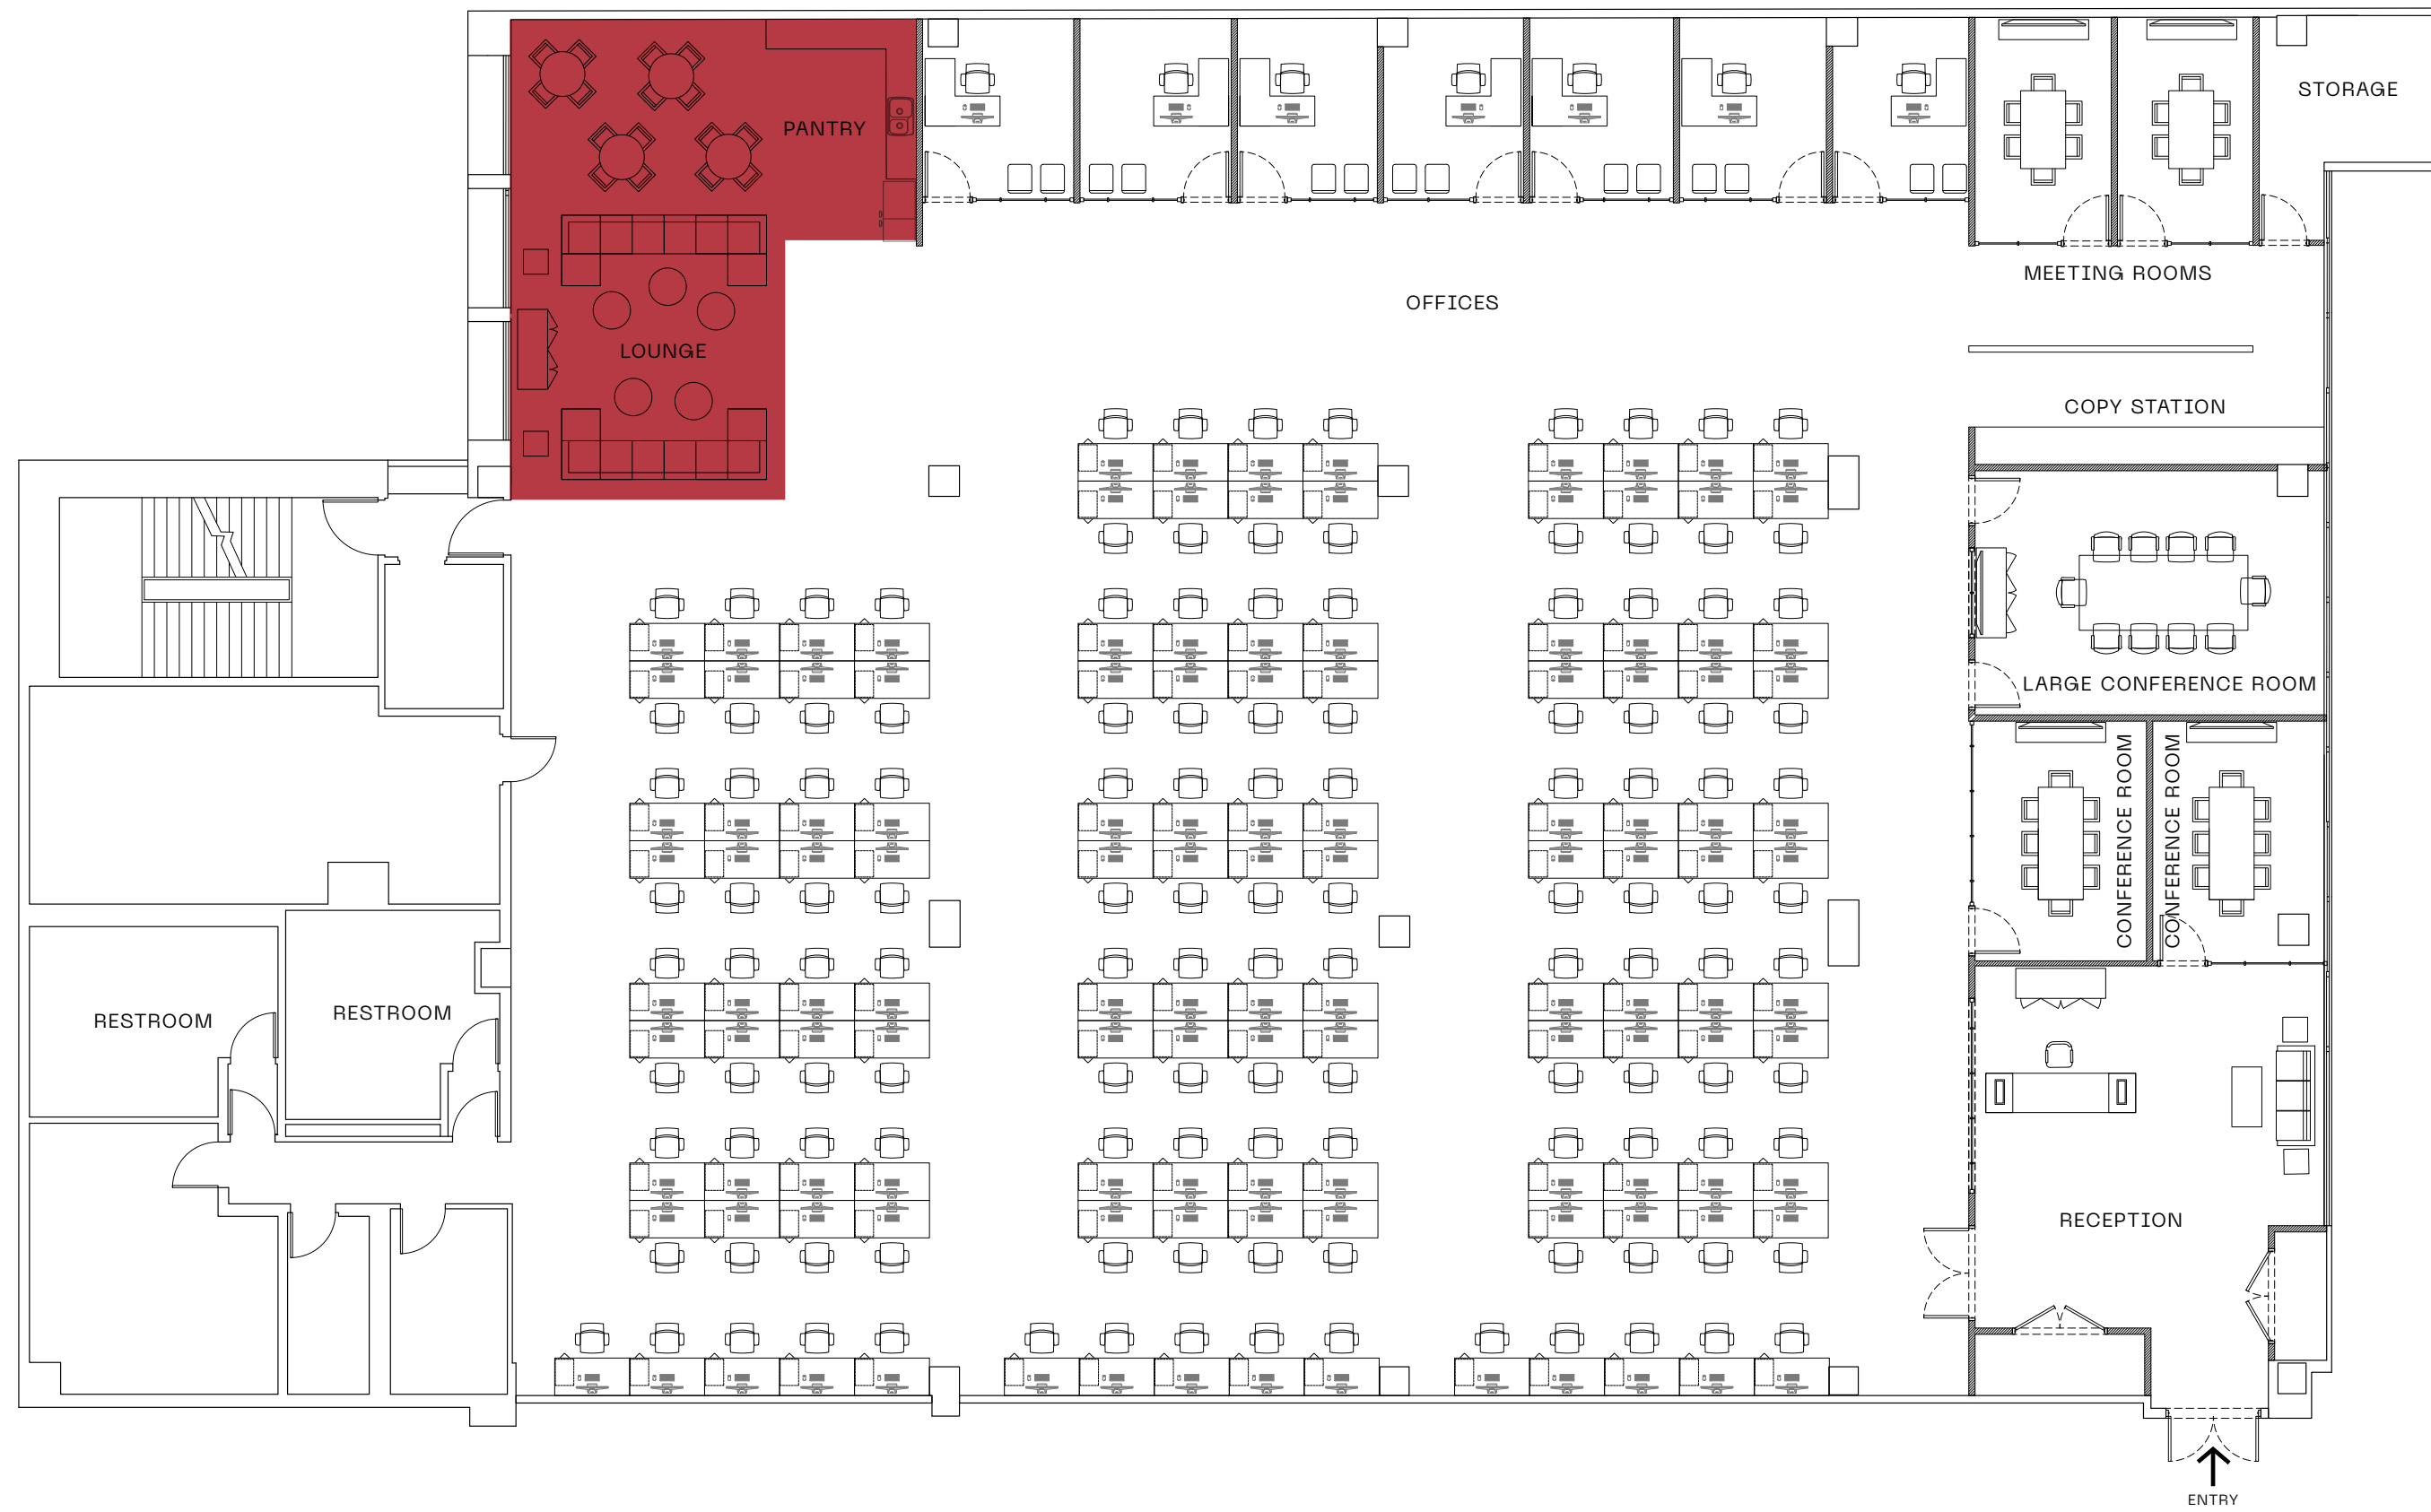 STORAGE
PANTRY
MEETING ROOMS
OFFICES
LOUNGE
COPY STATION
LARGE CONFERENCE ROOM
CONFERENCE ROOM
CONFERENCE ROOM
RESTROOM
RESTROOM
RECEPTION
ENTRY